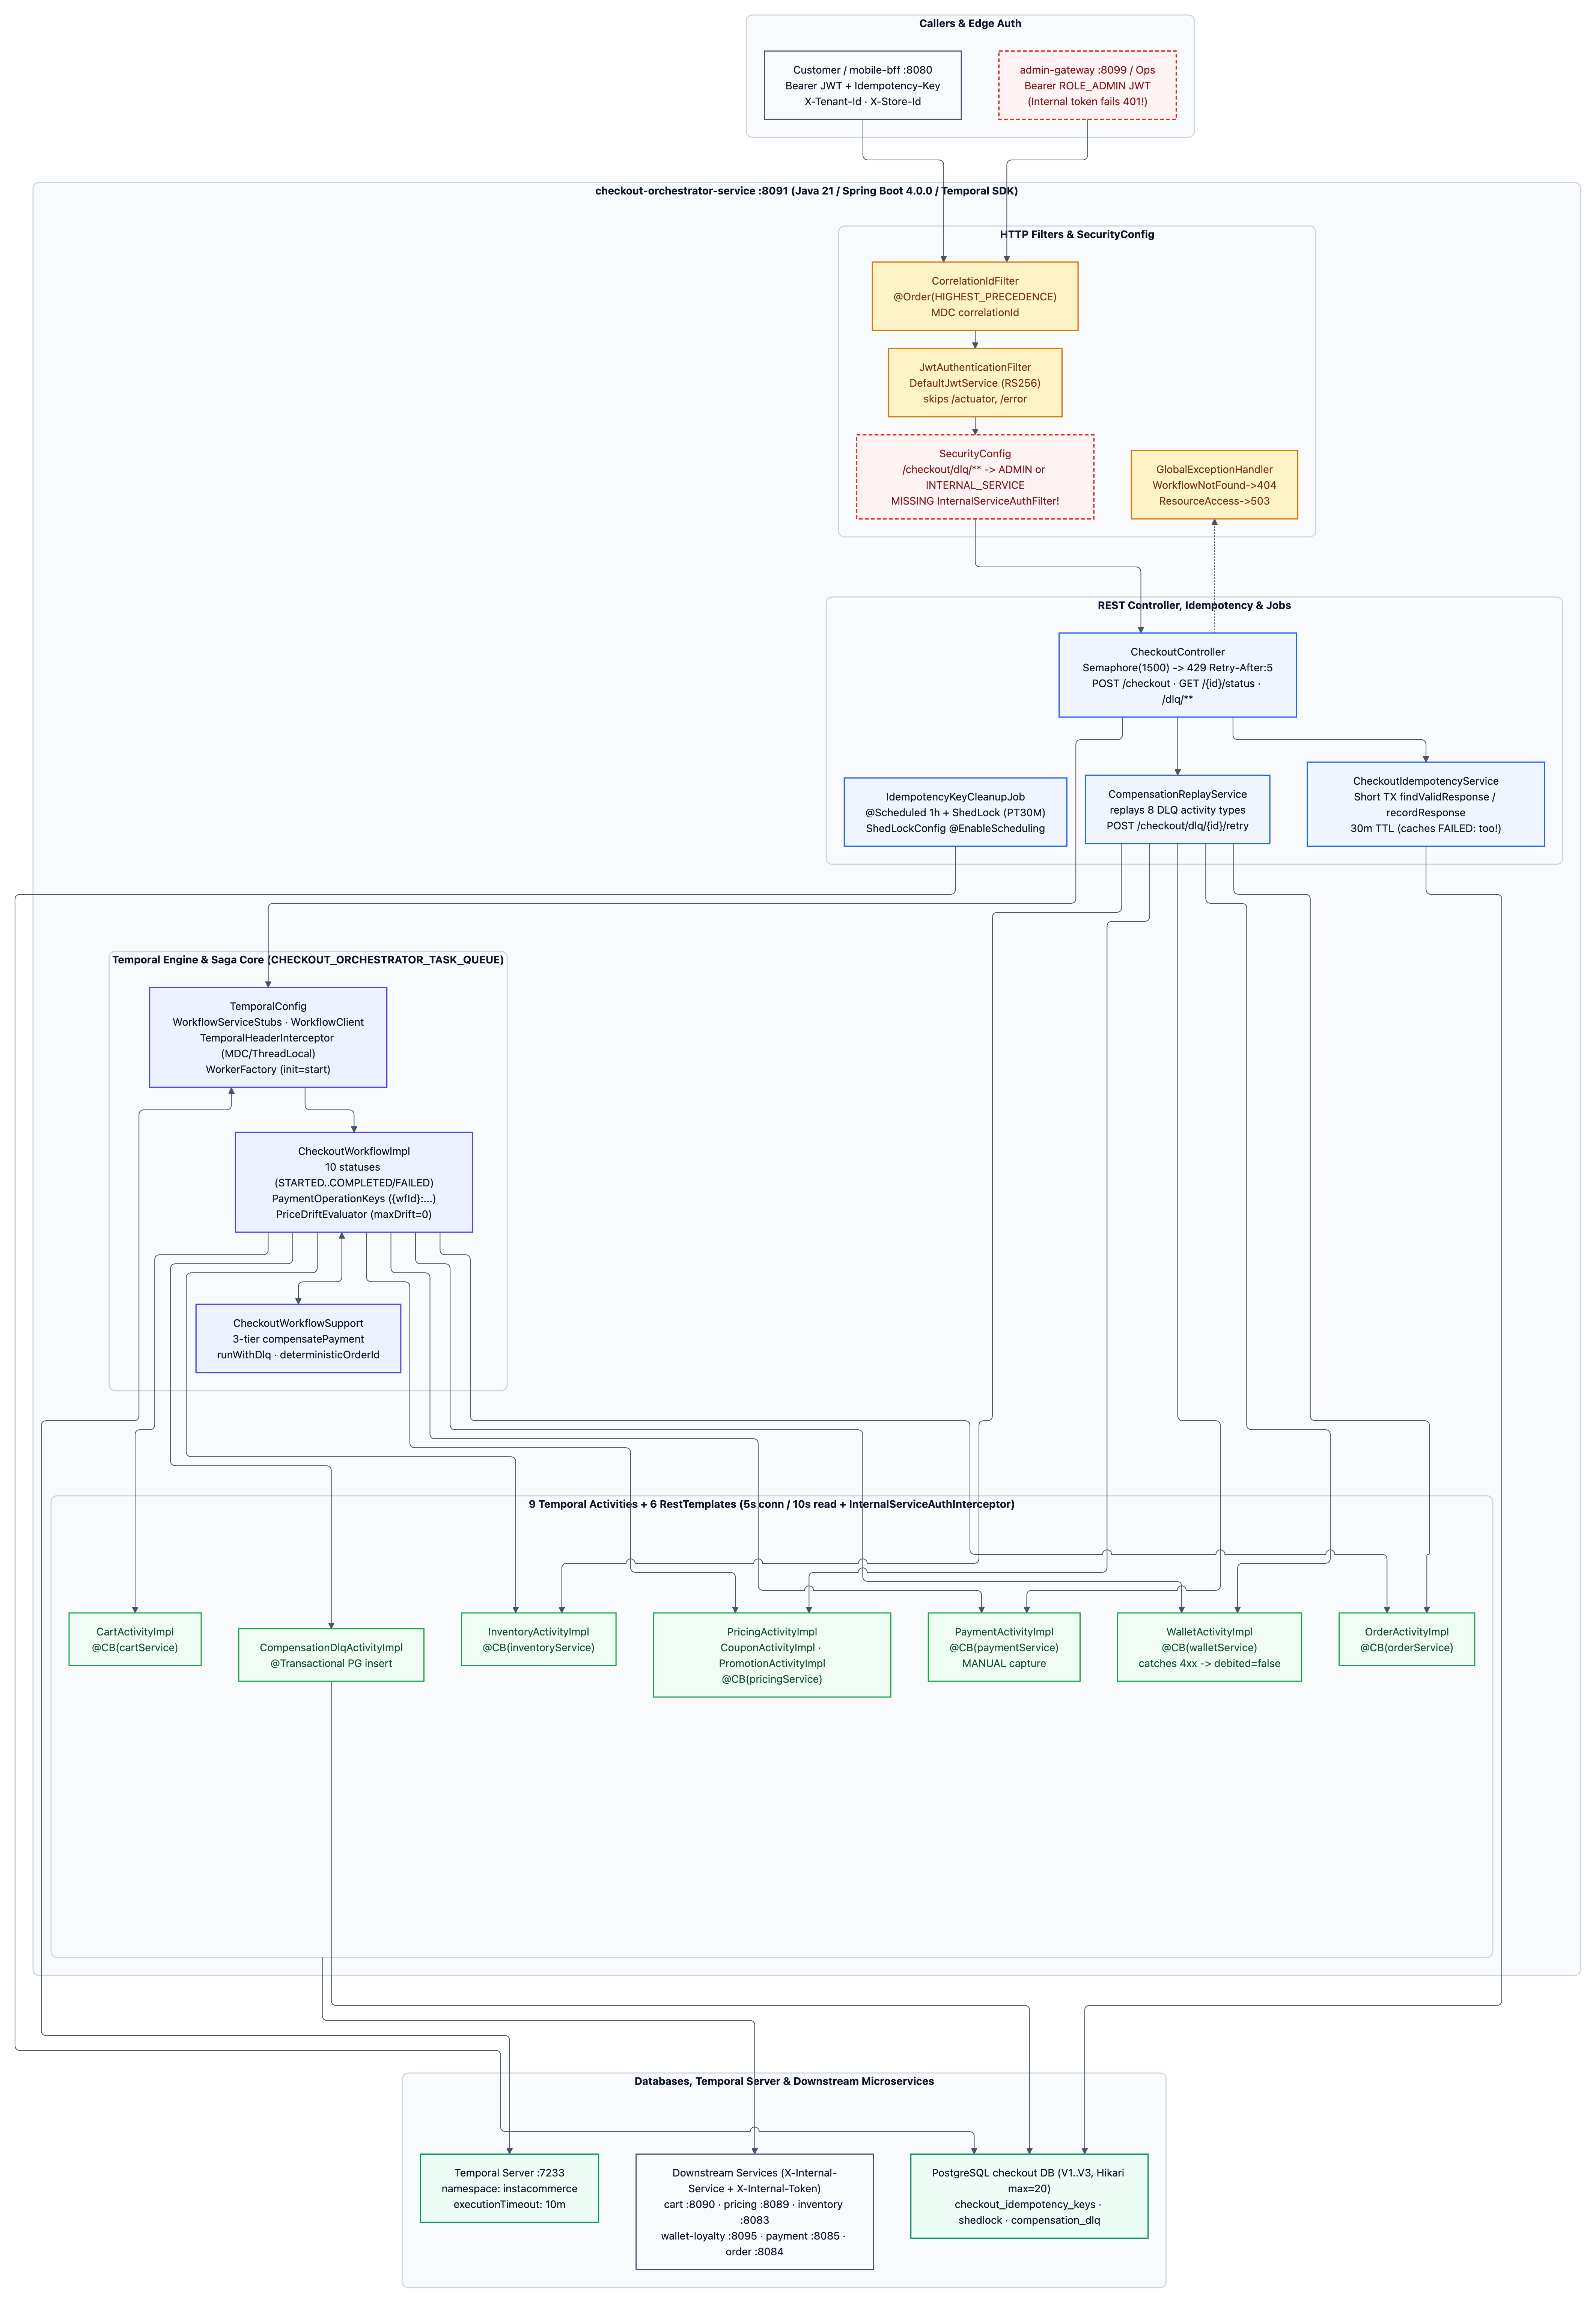 Callers & Edge Auth
Customer / mobile-bff :8080
Bearer JWT + Idempotency-Key
X-Tenant-Id · X-Store-Id
admin-gateway :8099 / Ops
Bearer ROLE_ADMIN JWT
(Internal token fails 401!)
checkout-orchestrator-service :8091 (Java 21 / Spring Boot 4.0.0 / Temporal SDK)
HTTP Filters & SecurityConfig
CorrelationIdFilter
@Order(HIGHEST_PRECEDENCE)
MDC correlationId
JwtAuthenticationFilter
DefaultJwtService (RS256)
skips /actuator, /error
SecurityConfig
/checkout/dlq/** -> ADMIN or
INTERNAL_SERVICE
MISSING InternalServiceAuthFilter!
GlobalExceptionHandler
WorkflowNotFound->404
ResourceAccess->503
REST Controller, Idempotency & Jobs
CheckoutController
Semaphore(1500) -> 429 Retry-After:5
POST /checkout · GET /{id}/status ·
/dlq/**
IdempotencyKeyCleanupJob
@Scheduled 1h + ShedLock (PT30M)
ShedLockConfig @EnableScheduling
CompensationReplayService
replays 8 DLQ activity types
POST /checkout/dlq/{id}/retry
CheckoutIdempotencyService
Short TX findValidResponse /
recordResponse
30m TTL (caches FAILED: too!)
Temporal Engine & Saga Core (CHECKOUT_ORCHESTRATOR_TASK_QUEUE)
TemporalConfig
WorkflowServiceStubs · WorkflowClient
TemporalHeaderInterceptor
(MDC/ThreadLocal)
WorkerFactory (init=start)
CheckoutWorkflowImpl
10 statuses
(STARTED..COMPLETED/FAILED)
PaymentOperationKeys ({wfId}:...)
PriceDriftEvaluator (maxDrift=0)
CheckoutWorkflowSupport
3-tier compensatePayment
runWithDlq · deterministicOrderId
9 Temporal Activities + 6 RestTemplates (5s conn / 10s read + InternalServiceAuthInterceptor)
CartActivityImpl
@CB(cartService)
CompensationDlqActivityImpl
@Transactional PG insert
InventoryActivityImpl
@CB(inventoryService)
PricingActivityImpl
CouponActivityImpl ·
PromotionActivityImpl
@CB(pricingService)
PaymentActivityImpl
@CB(paymentService)
MANUAL capture
WalletActivityImpl
@CB(walletService)
catches 4xx -> debited=false
OrderActivityImpl
@CB(orderService)
Databases, Temporal Server & Downstream Microservices
Temporal Server :7233
namespace: instacommerce
executionTimeout: 10m
Downstream Services (X-Internal-
Service + X-Internal-Token)
cart :8090 · pricing :8089 · inventory
:8083
wallet-loyalty :8095 · payment :8085 ·
order :8084
PostgreSQL checkout DB (V1..V3, Hikari
max=20)
checkout_idempotency_keys ·
shedlock · compensation_dlq